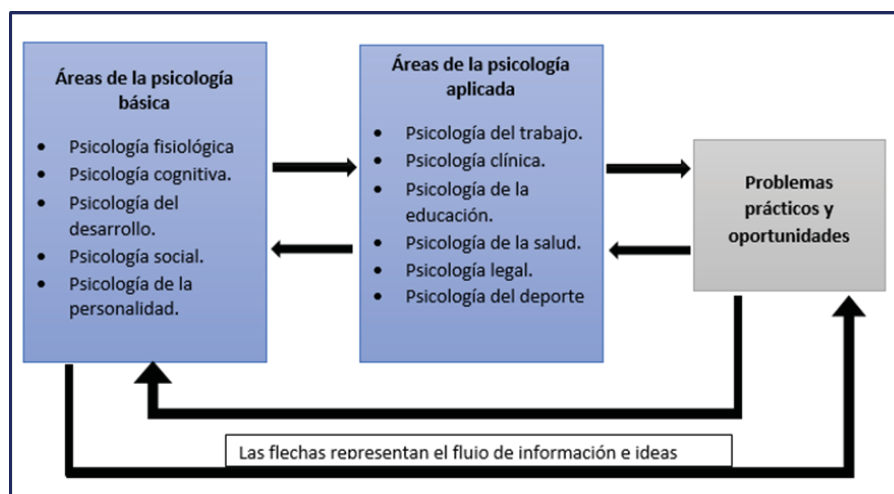 Áreas de la psicología
básica
• Psicología fisiológica
• Psicología cognitiva.
• Psicología del
desarrollo.
• Psicología social.
• Psicología de la
personalidad.
Áreas de la psicología
aplicada
• Psicología del trabajo.
• Psicología clínica.
• Psicología de la
educación.
• Psicología de la salud.
• Psicología legal.
• Psicología del deporte
Problemas
prácticos y
oportunidades
Las flechas representan el flujo de información e ideas